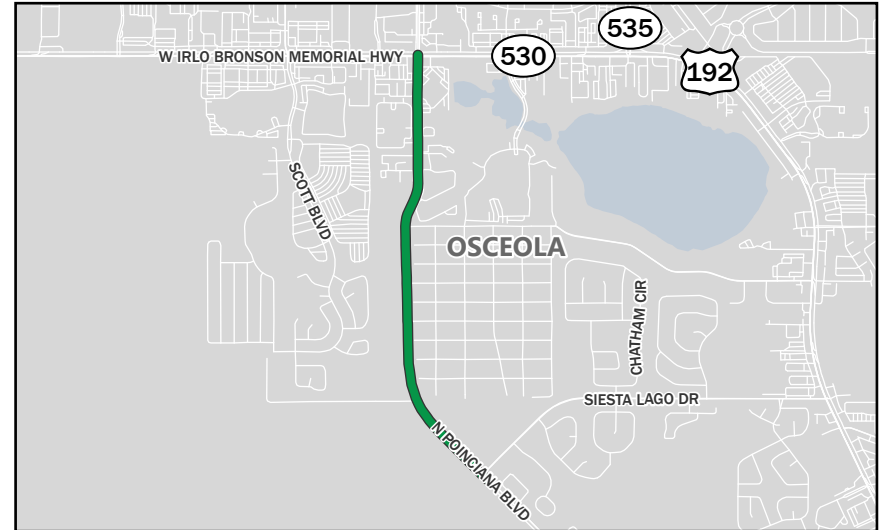 535
W IRLO BRONSON MEMORIAL HWY
530
192
SCOTT BLVD
OSCEOLA
CHATHAM CIR
SIESTA LAGO DR
N POINCIANA BLVD